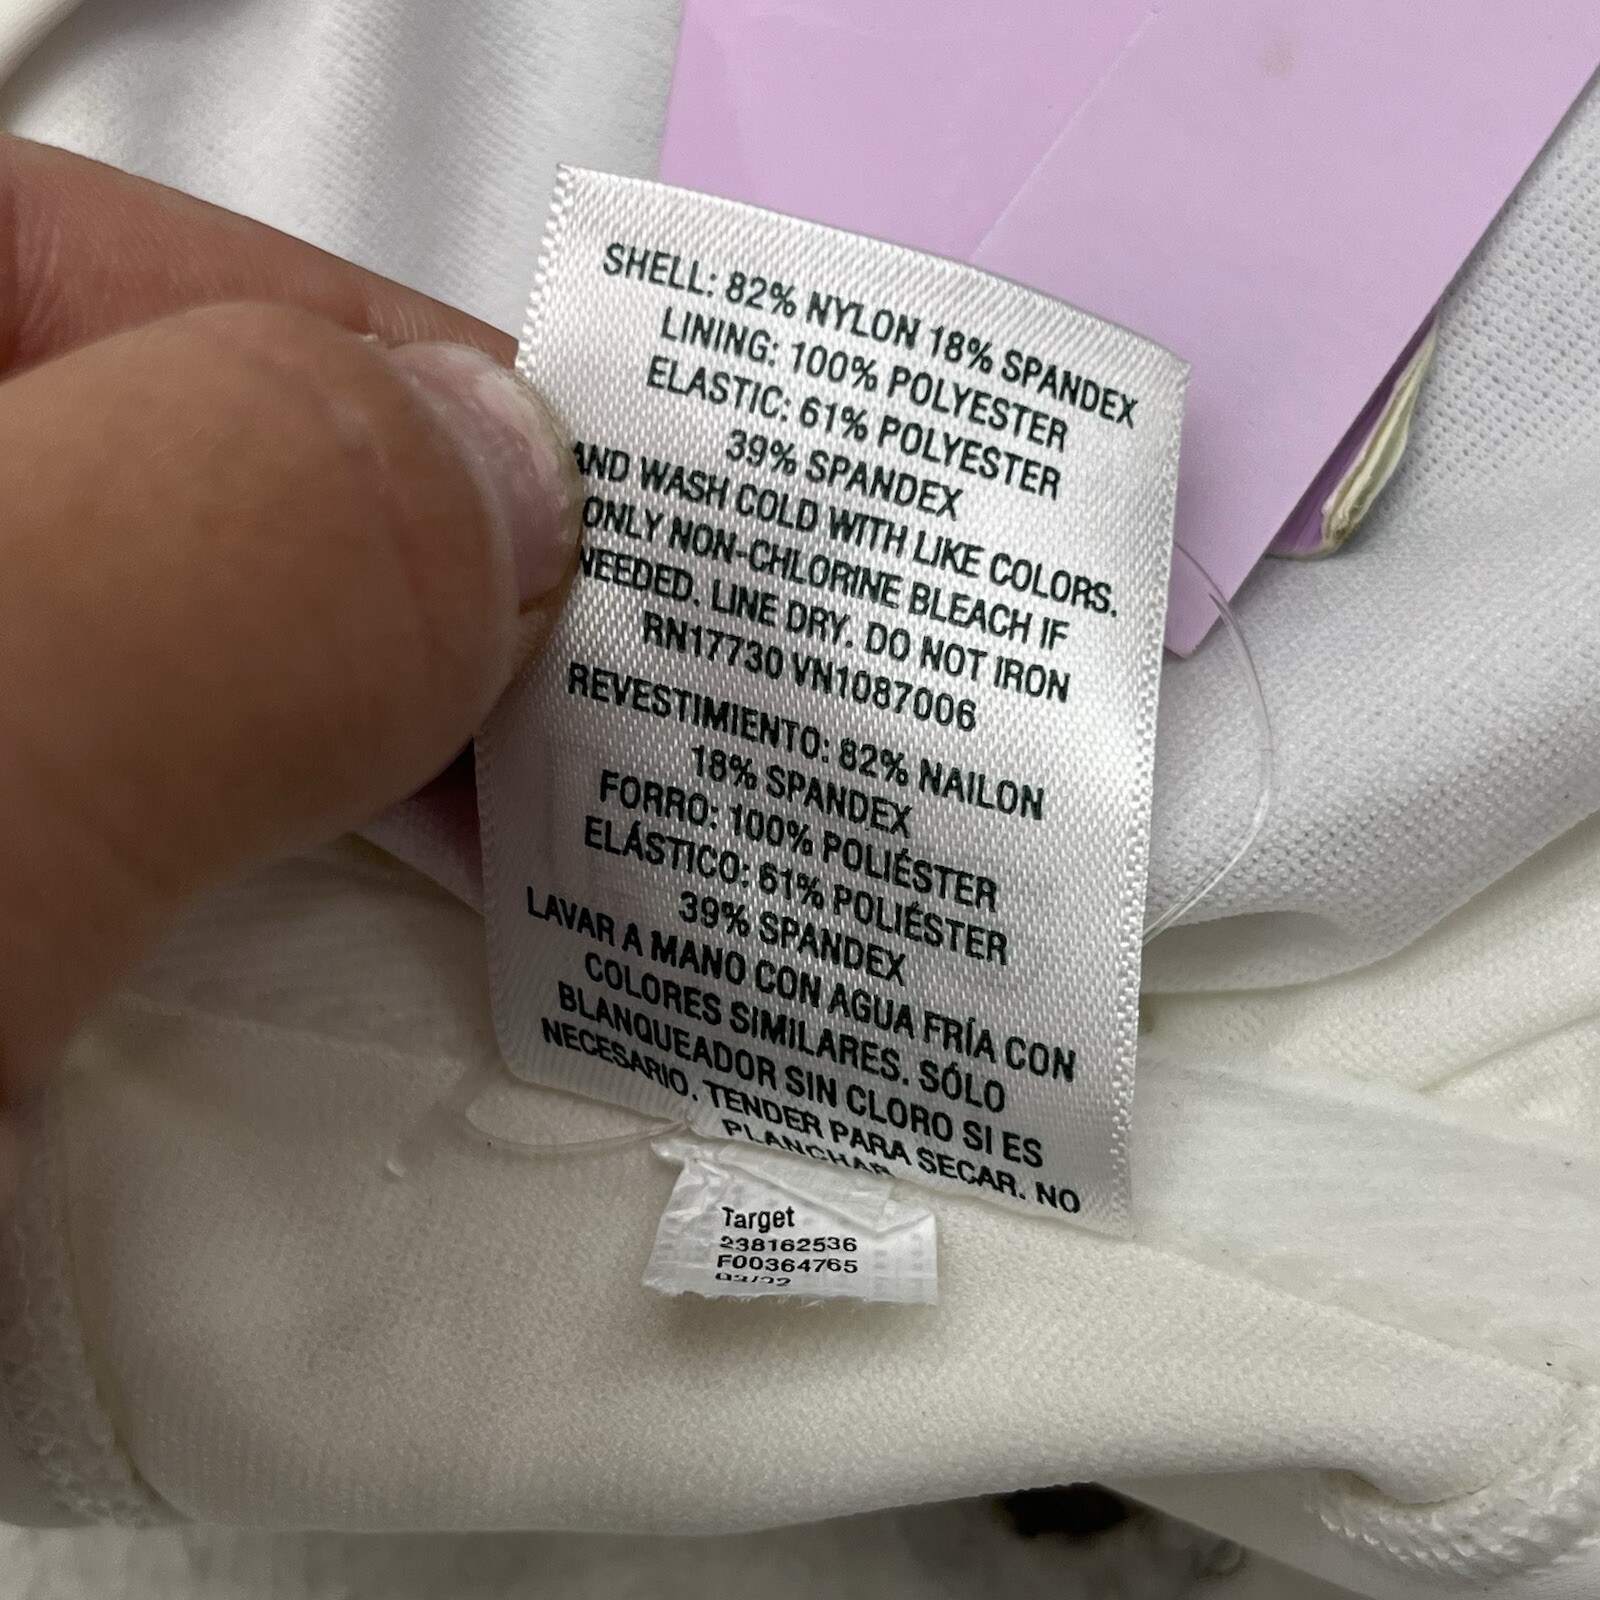 SHELL: 82% NYLON 18% SPANDEX
LINING: 100% POLYESTER
ELASTIC: 61% POLYESTER
39% SPANDEX
AND WASH COLD WITH LIKE COLORS.
ONLY NON-CHLORINE BLEACH IF
NEEDED. LINE DRY. DO NOT IRON
RN17730 VN1087006
REVESTIMIENTO: 82% NAILON
18% SPANDEX
FORRO: 100% POLIÉSTER
ELÁSTICO: 61% POLIÉSTER
39% SPANDEX
LAVAR A MANO CON AGUA FRÍA CON
COLORES SIMILARES. SÓLO
BLANQUEADOR SIN CLORO SI ES
NECESARIO. TENDER PARA SECAR. NO
PLANCHAR
Target
238162536
F00364765